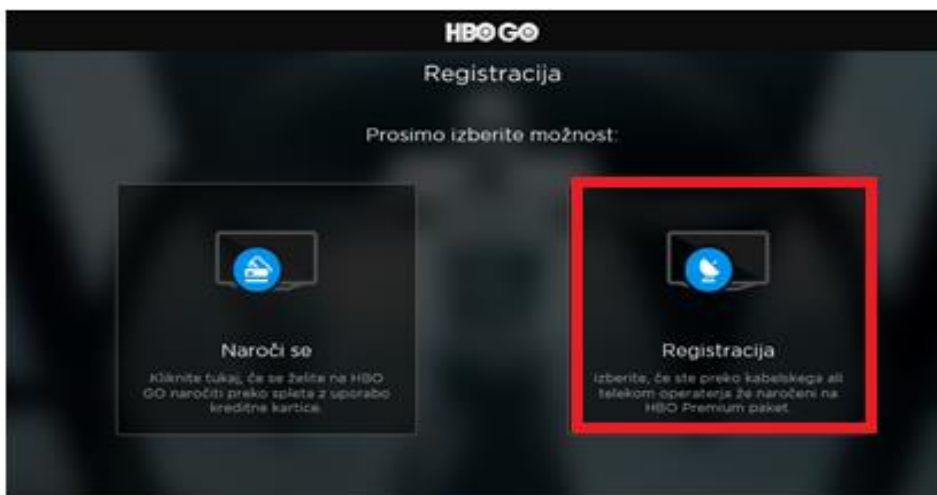 HBO GO
Registracija
Prosimo izberite možnost:
Naroči se
Kliknite tukaj, če se želite na HBO
GO naročiti preko spleta z uporabo
kreditne kartice.
Registracija
Izberite, če ste preko kabelskega ali
telekom operaterja že naročeni na
HBO Premium paket